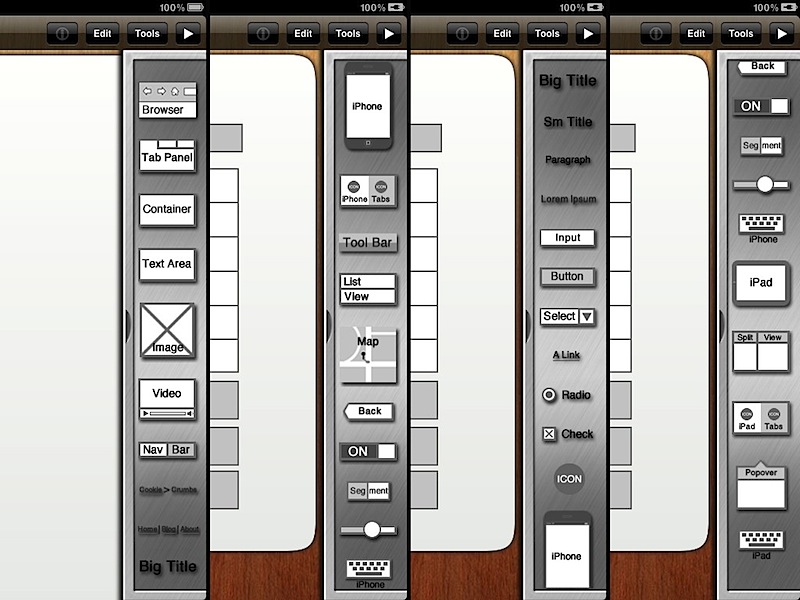 100%
Edit
Tools
Browser
Tab Panel
Container
Text Area
Image
Video
Nav Bar
Cookie > Crumbs
Home | Blog | About
Big Title
100%
Edit
Tools
iPhone
ICON ICON
iPhone Tabs
Tool Bar
List
View
Map
Back
ON
Seg ment
iPhone
100%
Edit
Tools
Big Title
Sm Title
Paragraph
Lorem Ipsum
Input
Button
Select
A Link
Radio
Check
ICON
iPhone
100%
Edit
Tools
Back
ON
Seg ment
iPhone
iPad
Split View
ICON ICON
iPad Tabs
Popover
iPad